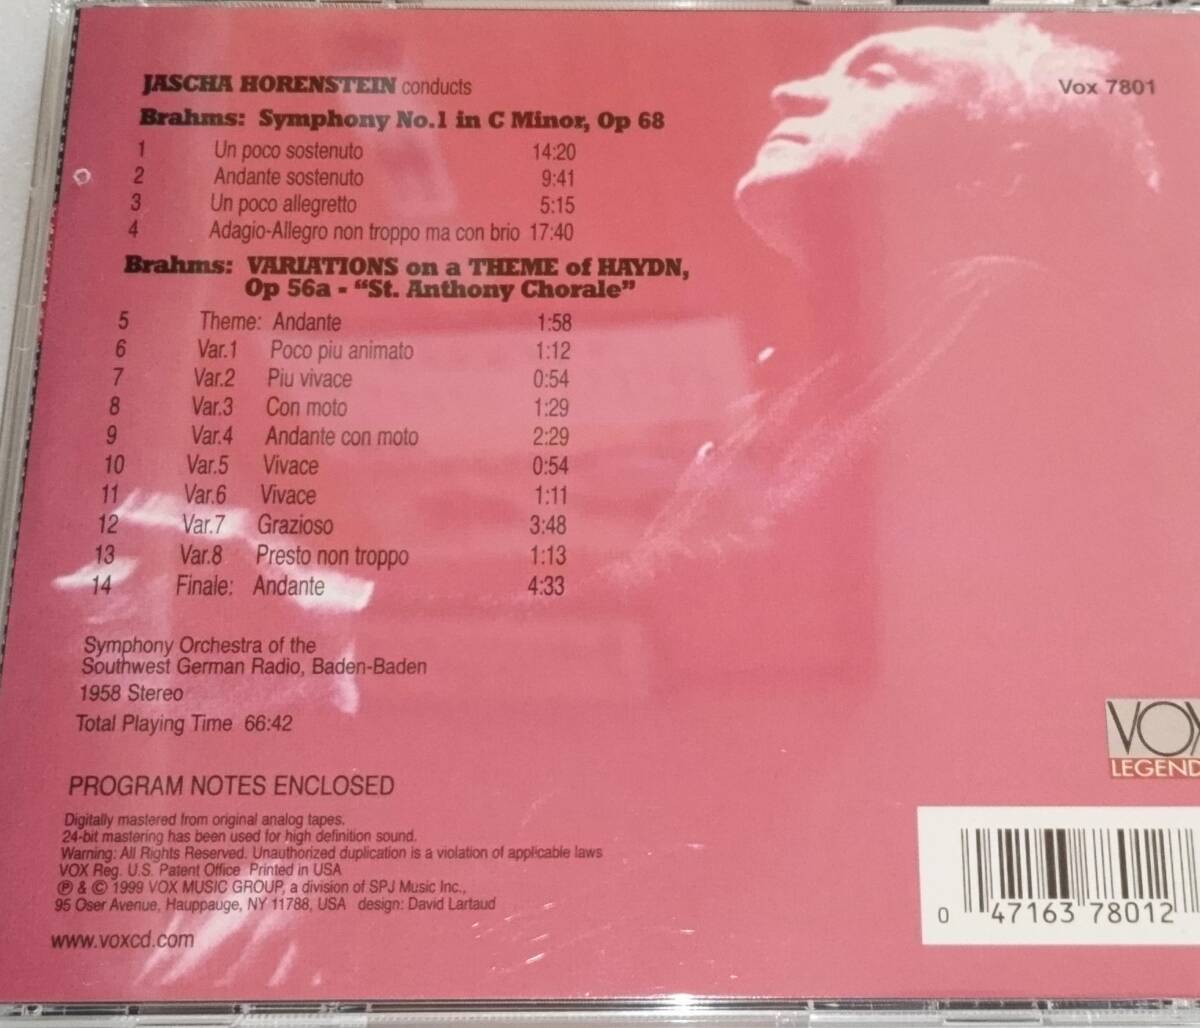 JASCHA HORENSTEIN conducts
Vox 7801
Brahms: Symphony No.1 in C Minor, Op 68
1 Un poco sostenuto 14:20
2 Andante sostenuto 9:41
3 Un poco allegretto 5:15
4 Adagio-Allegro non troppo ma con brio 17:40
Brahms: VARIATIONS on a THEME of HAYDN,
Op 56a - “St. Anthony Chorale”
5 Theme: Andante 1:58
6 Var.1 Poco piu animato 1:12
7 Var.2 Piu vivace 0:54
8 Var.3 Con moto 1:29
9 Var.4 Andante con moto 2:29
10 Var.5 Vivace 0:54
11 Var.6 Vivace 1:11
12 Var.7 Grazioso 3:48
13 Var.8 Presto non troppo 1:13
14 Finale: Andante 4:33
Symphony Orchestra of the
Southwest German Radio, Baden-Baden
1958 Stereo
Total Playing Time 66:42
VOX
LEGEND
PROGRAM NOTES ENCLOSED
Digitally mastered from original analog tapes.
24-bit mastering has been used for high definition sound.
Warning: All Rights Reserved. Unauthorized duplication is a violation of applicable laws
VOX Reg. U.S. Patent Office Printed in USA
℗ & © 1999 VOX MUSIC GROUP, a division of SPJ Music Inc.,
95 Oser Avenue, Hauppauge, NY 11788, USA design: David Lartaud
www.voxcd.com
0 47163 78012